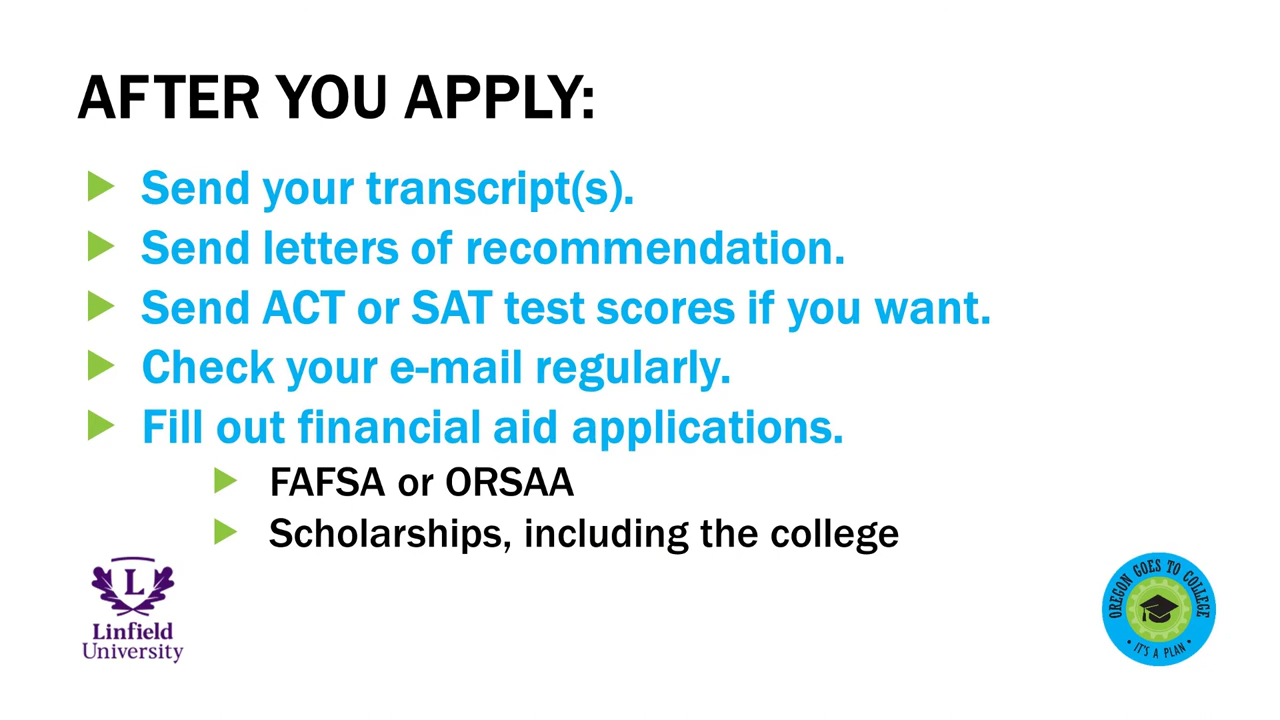 AFTER YOU APPLY:
Send your transcript(s).
Send letters of recommendation.
Send ACT or SAT test scores if you want.
Check your e-mail regularly.
Fill out financial aid applications.
FAFSA or ORSAA
Scholarships, including the college
L
Linfield
University
OREGON GOES TO COLLEGE
• IT'S A PLAN •